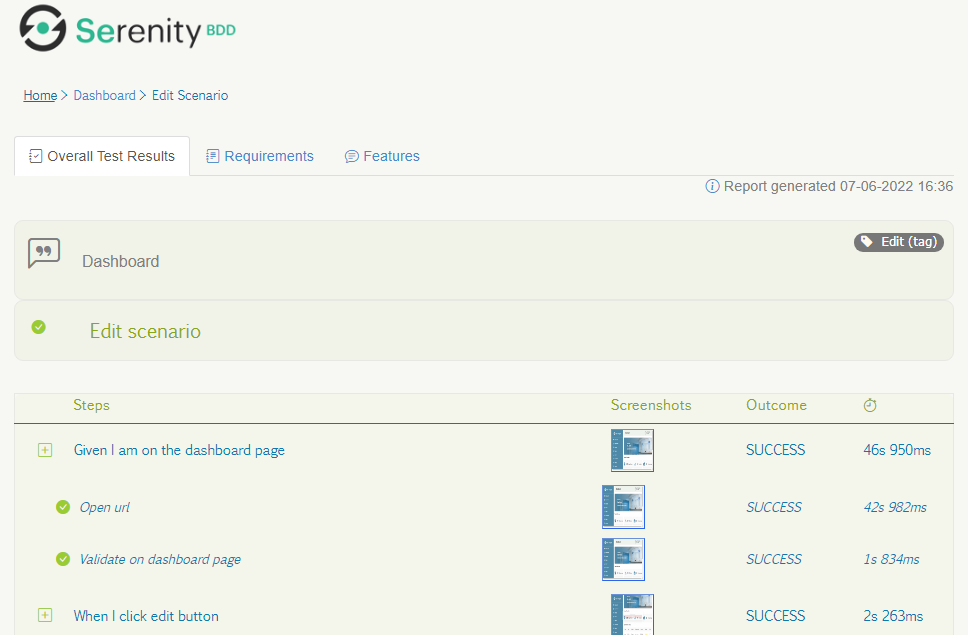 Serenity BDD
Home > Dashboard > Edit Scenario
Overall Test Results Requirements Features
Report generated 07-06-2022 16:36
Edit (tag)
Dashboard
Edit scenario
Steps Screenshots Outcome
Given I am on the dashboard page SUCCESS 46s 950ms
Open url SUCCESS 42s 982ms
Validate on dashboard page SUCCESS 1s 834ms
When I click edit button SUCCESS 2s 263ms